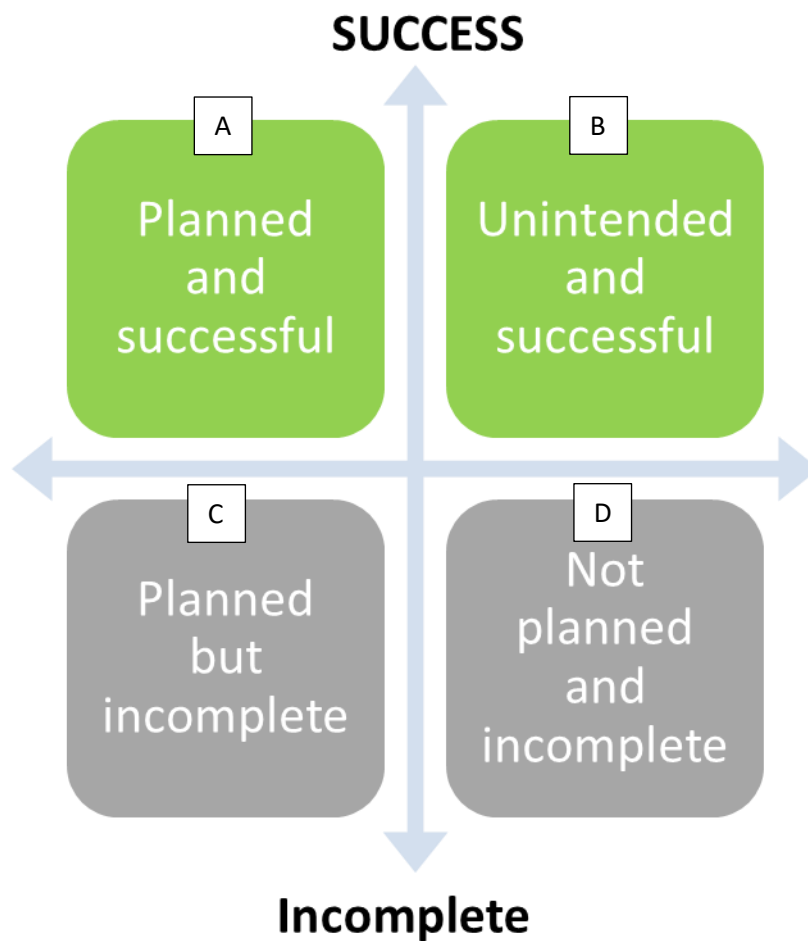 SUCCESS
A
Planned
and
successful
B
Unintended
and
successful
C
Planned
but
incomplete
D
Not
planned
and
incomplete
Incomplete